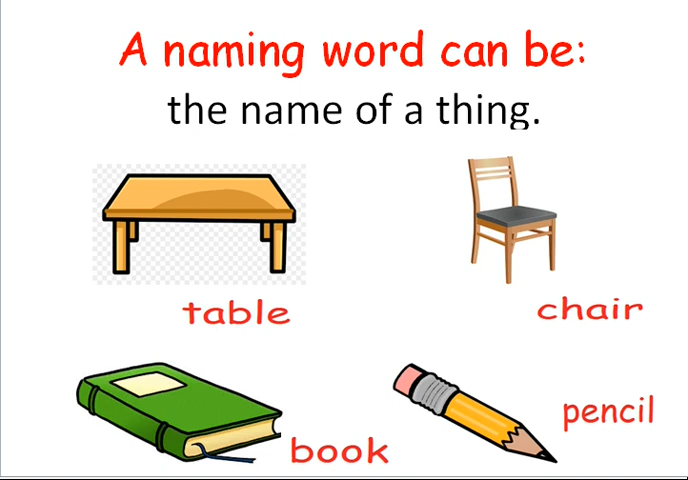 A naming word can be:
the name of a thing.
table
chair
pencil
book